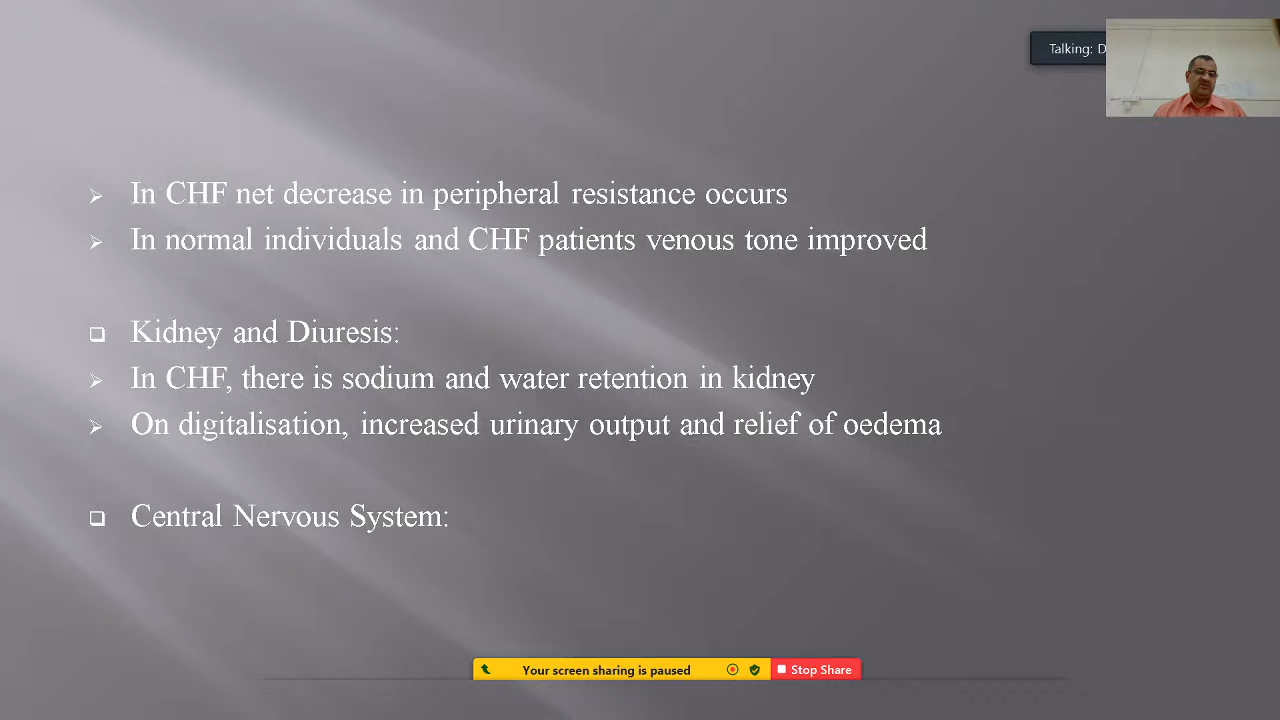 Talking: D
In CHF net decrease in peripheral resistance occurs
In normal individuals and CHF patients venous tone improved
Kidney and Diuresis:
In CHF, there is sodium and water retention in kidney
On digitalisation, increased urinary output and relief of oedema
Central Nervous System:
Your screen sharing is paused
Stop Share